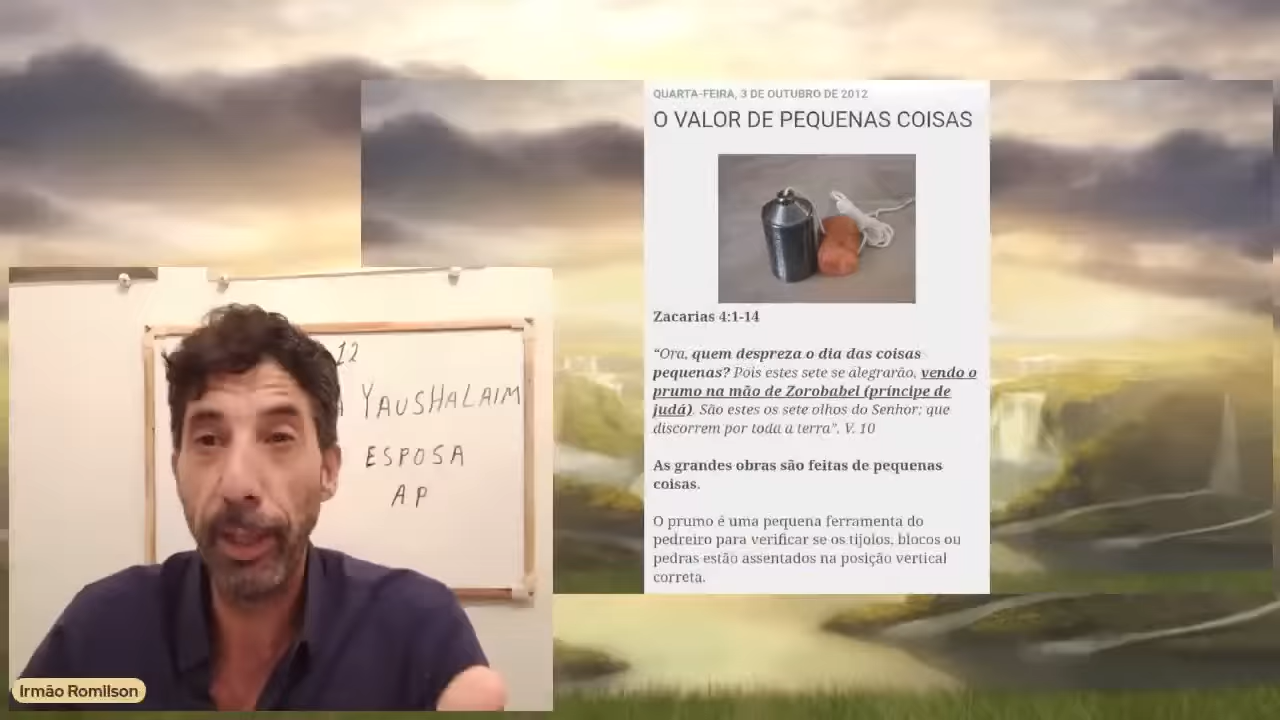 QUARTA-FEIRA, 3 DE OUTUBRO DE 2012
O VALOR DE PEQUENAS COISAS
Zacarias 4:1-14
“Ora, quem despreza o dia das coisas
pequenas? Pois estes sete se alegrarão, vendo o
prumo na mão de Zorobabel (príncipe de
judá). São estes os sete olhos do Senhor; que
discorrem por toda a terra”. V. 10
As grandes obras são feitas de pequenas
coisas.
O prumo é uma pequena ferramenta do
pedreiro para verificar se os tijolos, blocos ou
pedras estão assentados na posição vertical
correta.
12
YAUSHALAIM
ESPOSA
AP
Irmão Romilson